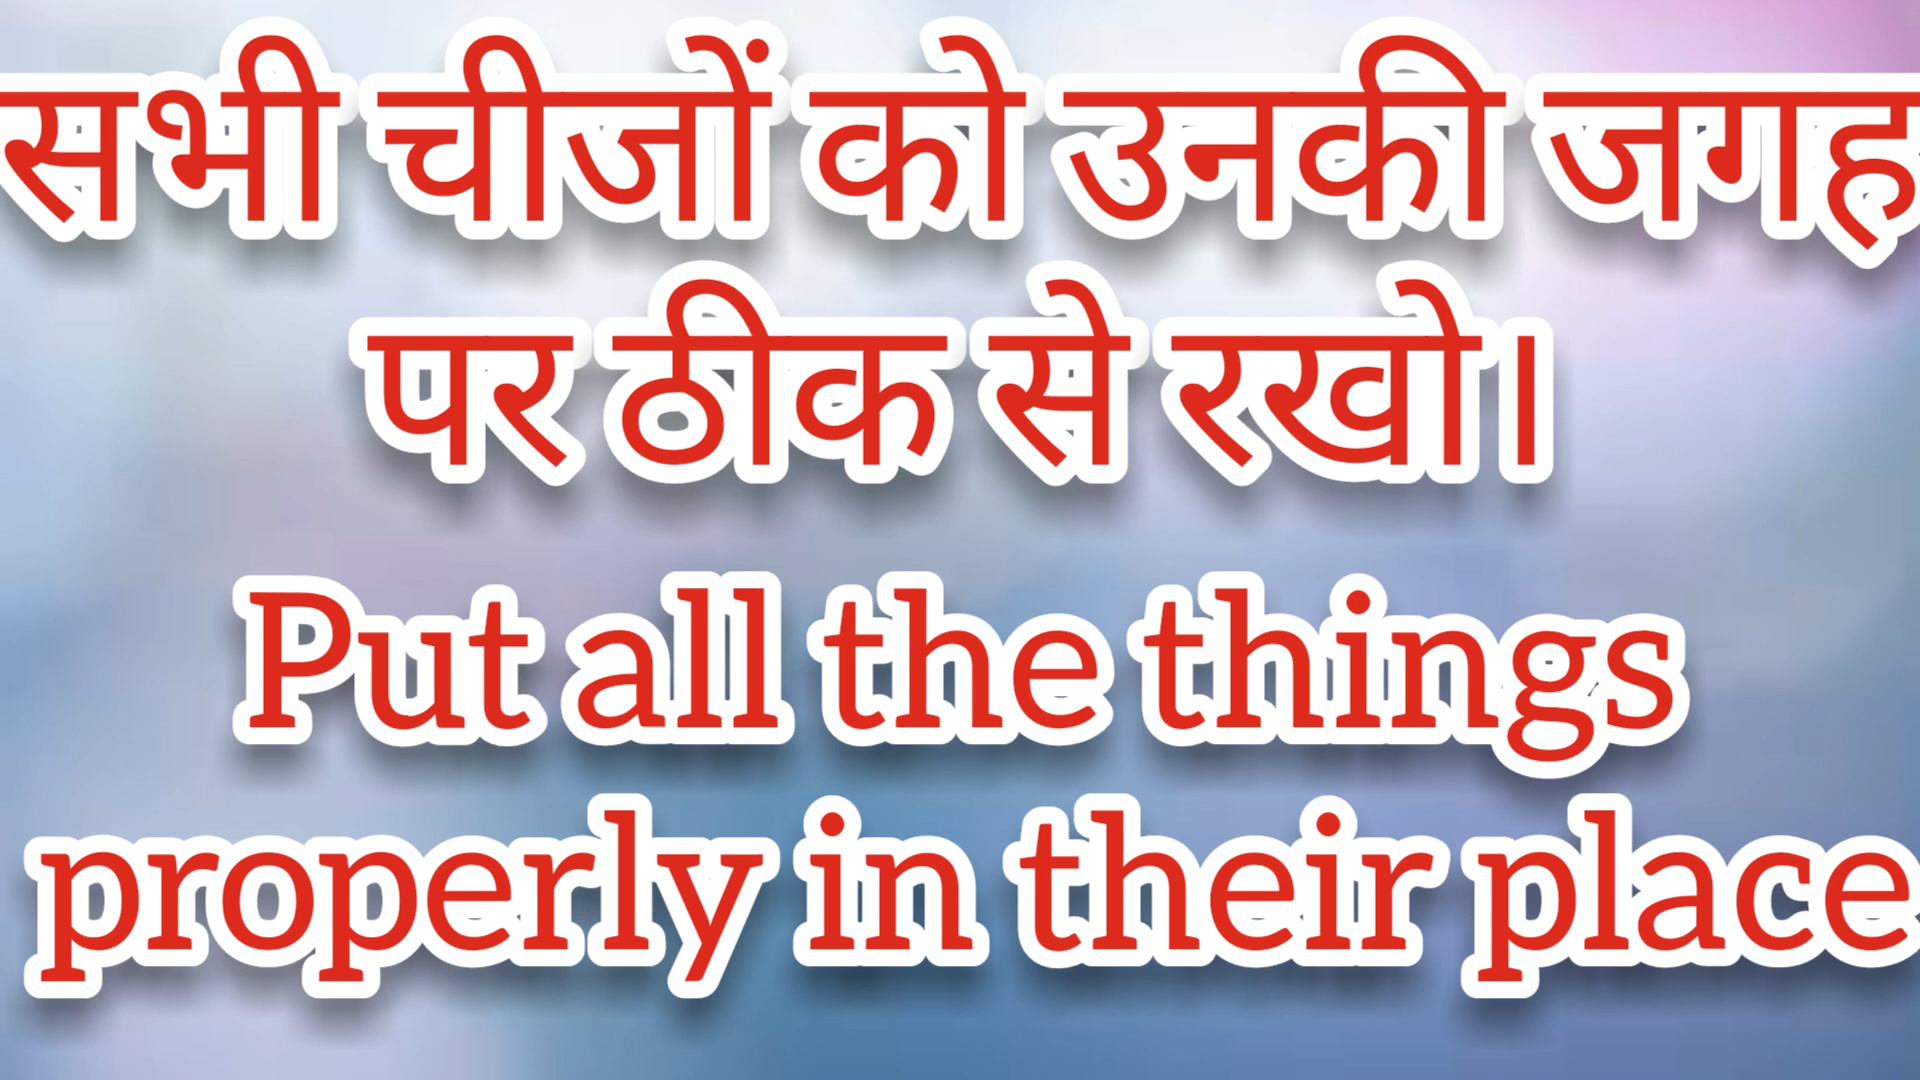 सभी चीजों को उनकी जगह
पर ठीक से रखो।
Put all the things
properly in their place